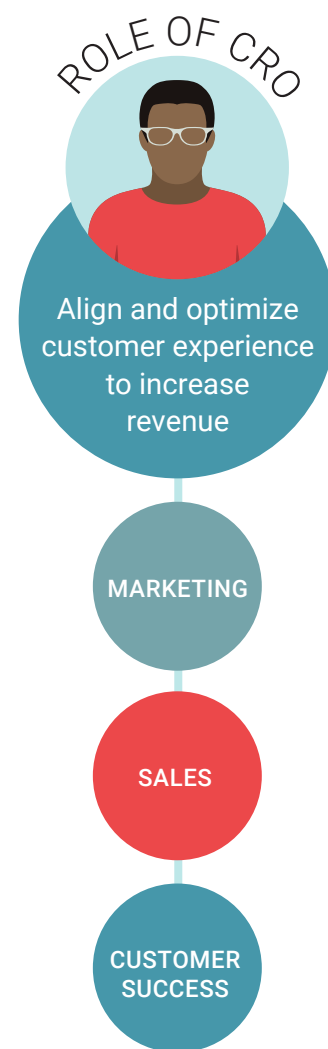 ROLE OF CRO
Align and optimize
customer experience
to increase
revenue
MARKETING
SALES
CUSTOMER
SUCCESS